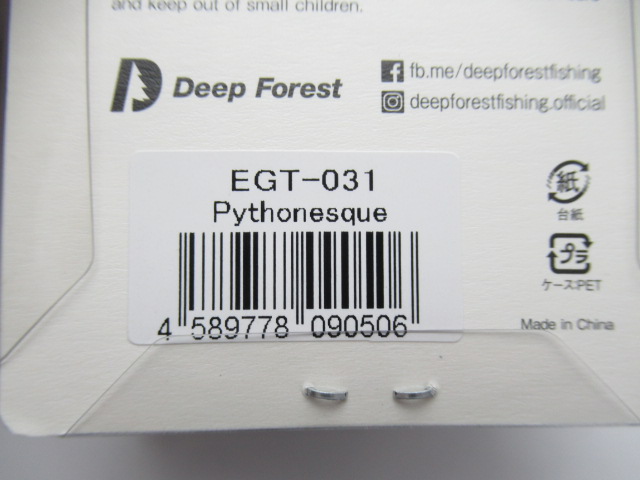 and keep out of small children.
Deep Forest
fb.me/deepforestfishing
deepforestfishing.official
EGT-031
Pythonesque
4 589778 090506
紙
台紙
プラ
ケース:PET
Made in China